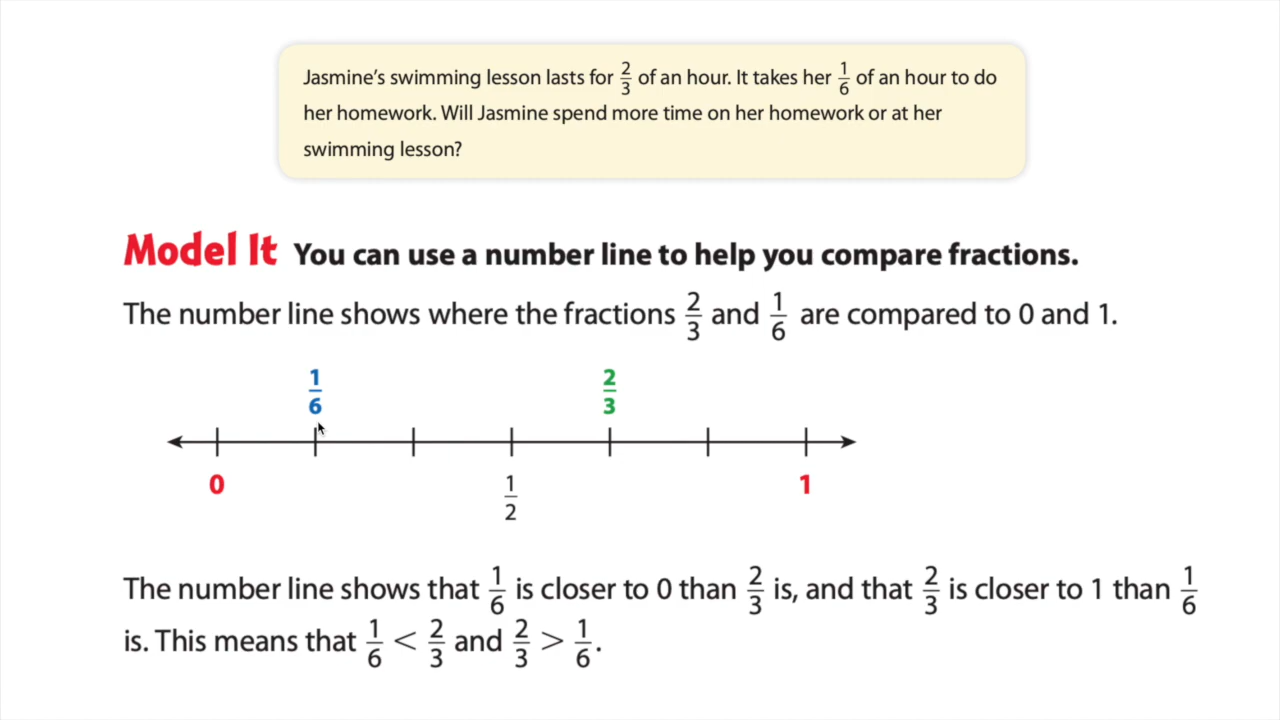 Jasmine's swimming lesson lasts for 2/3 of an hour. It takes her 1/6 of an hour to do
her homework. Will Jasmine spend more time on her homework or at her
swimming lesson?
Model It You can use a number line to help you compare fractions.
The number line shows where the fractions 2/3 and 1/6 are compared to 0 and 1.
1/6 2/3
0 1/2 1
The number line shows that 1/6 is closer to 0 than 2/3 is, and that 2/3 is closer to 1 than 1/6
is. This means that 1/6 < 2/3 and 2/3 > 1/6.